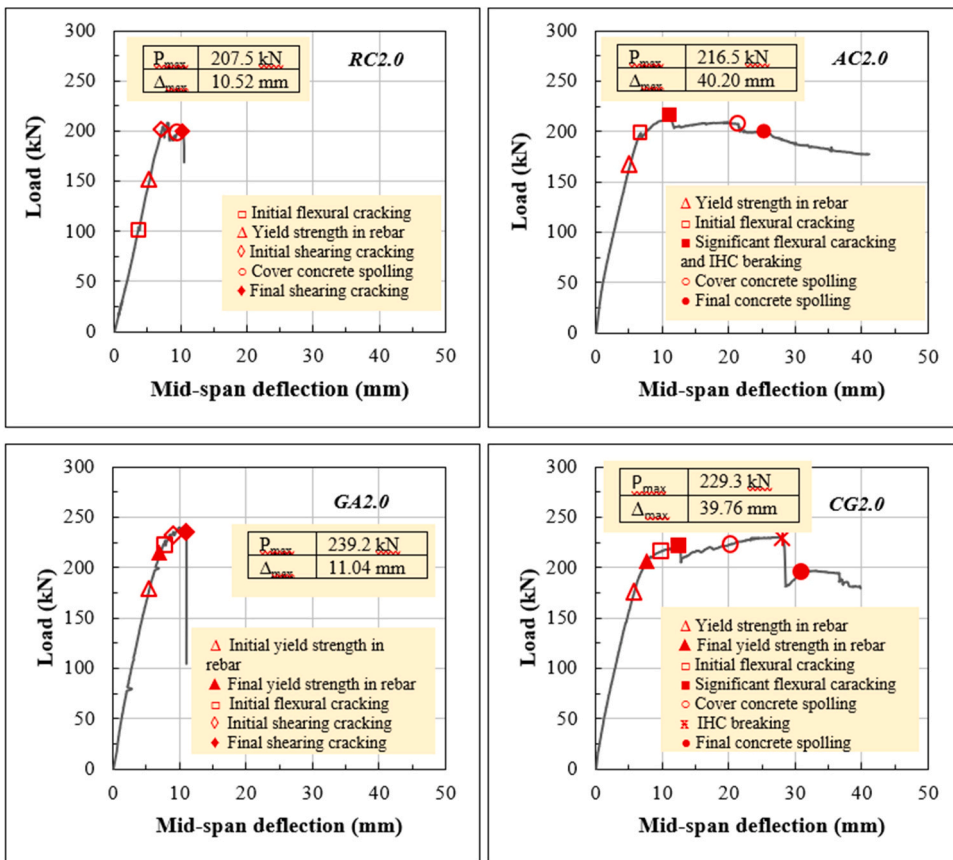 300
250
200
150
100
50
0
Load (kN)
P_max 207.5 kN
Δ_max 10.52 mm
RC2.0
Initial flexural cracking
Yield strength in rebar
Initial shearing cracking
Cover concrete spolling
Final shearing cracking
0 10 20 30 40 50
Mid-span deflection (mm)
300
250
200
150
100
50
0
Load (kN)
P_max 216.5 kN
Δ_max 40.20 mm
AC2.0
Yield strength in rebar
Initial flexural cracking
Significant flexural caracking
and IHC beraking
Cover concrete spolling
Final concrete spolling
0 10 20 30 40 50
Mid-span deflection (mm)
300
250
200
150
100
50
0
Load (kN)
GA2.0
P_max 239.2 kN
Δ_max 11.04 mm
Initial yield strength in
rebar
Final yield strength in rebar
Initial flexural cracking
Initial shearing cracking
Final shearing cracking
0 10 20 30 40 50
Mid-span deflection (mm)
300
250
200
150
100
50
0
Load (kN)
P_max 229.3 kN
Δ_max 39.76 mm
CG2.0
Yield strength in rebar
Final yield strength in rebar
Initial flexural cracking
Significant flexural caracking
Cover concrete spolling
IHC breaking
Final concrete spolling
0 10 20 30 40 50
Mid-span deflection (mm)